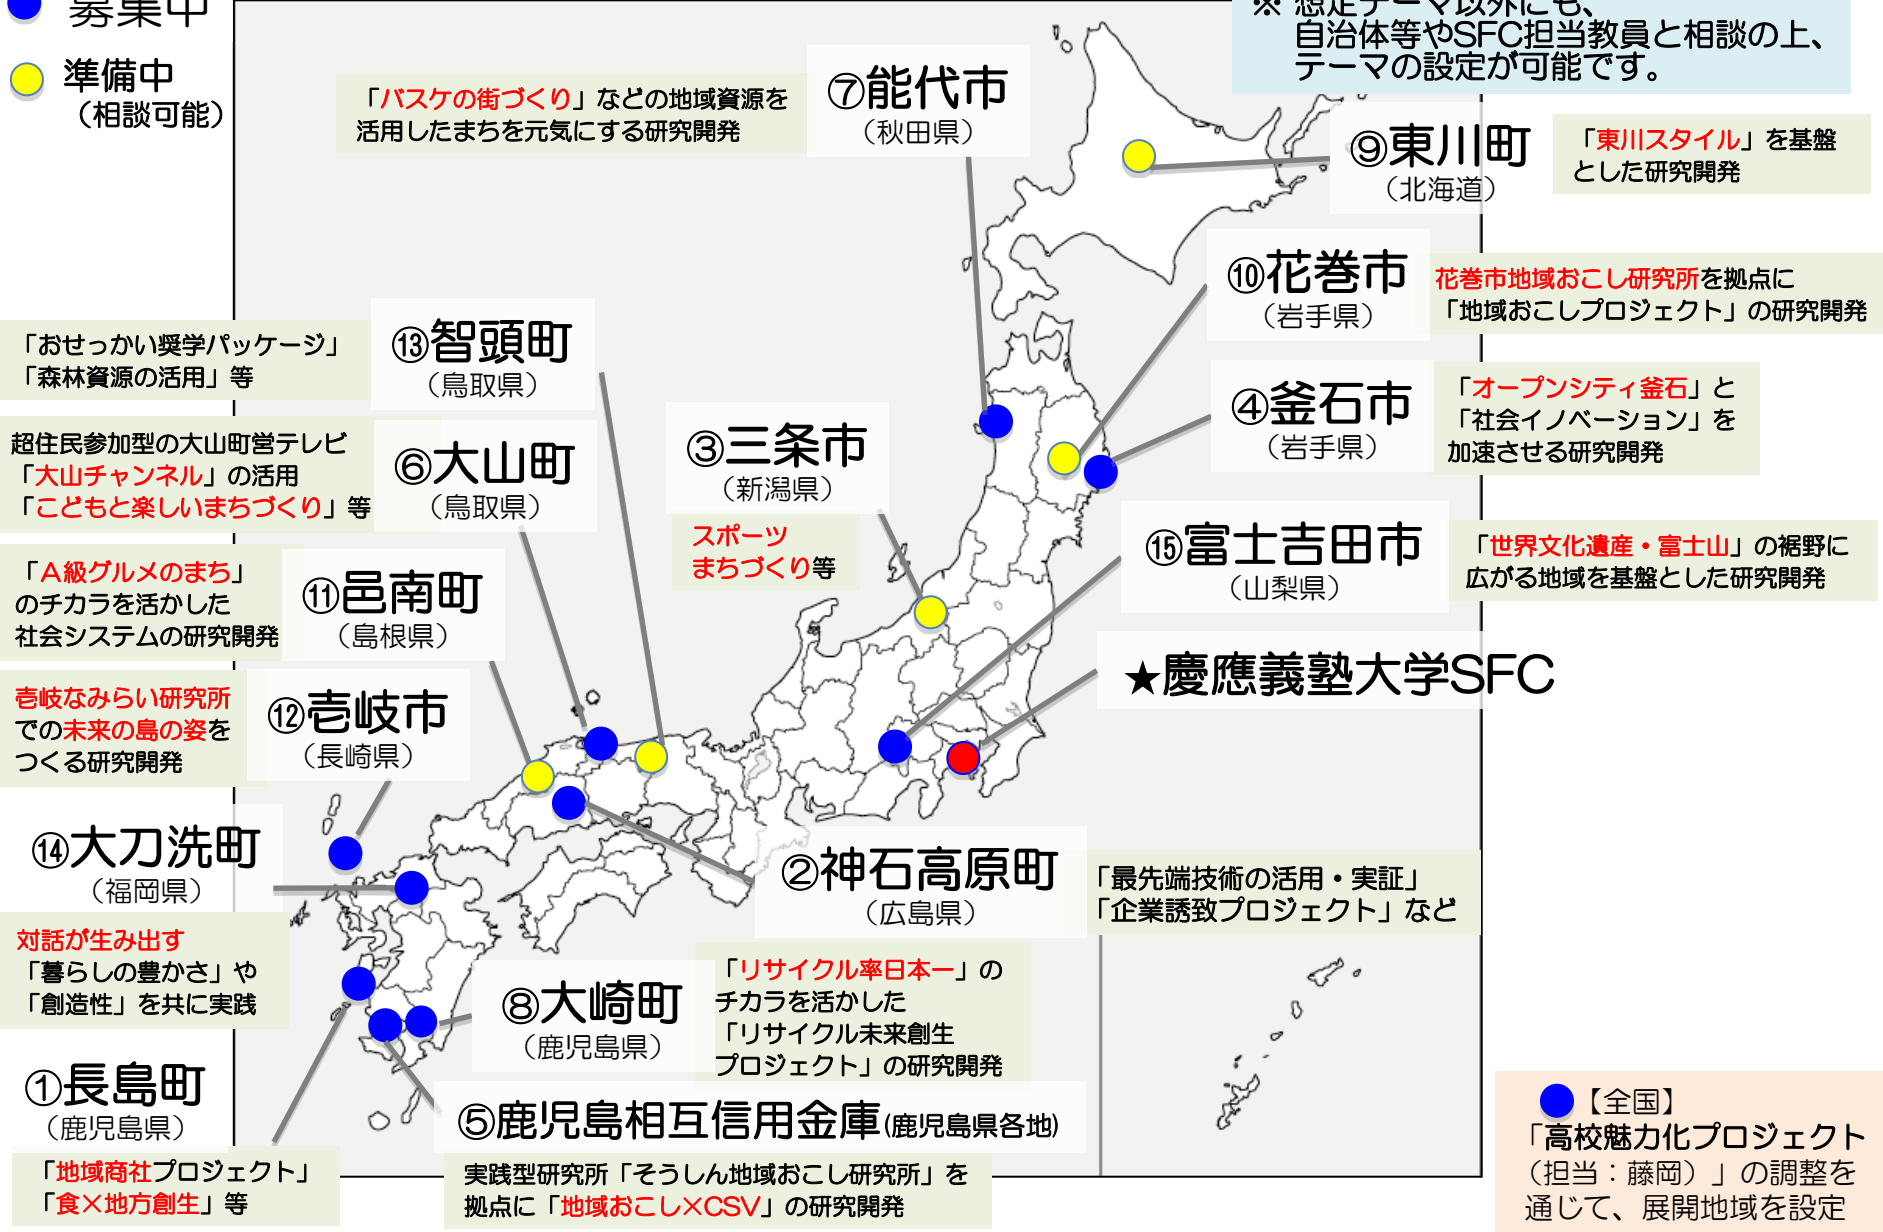 募集中
準備中
（相談可能）
※ 想定テーマ以外にも、
自治体等やSFC担当教員と相談の上、
テーマの設定が可能です。
「バスケの街づくり」などの地域資源を
活用したまちを元気にする研究開発
⑦能代市
（秋田県）
⑨東川町
（北海道）
「東川スタイル」を基盤
とした研究開発
⑩花巻市
（岩手県）
花巻市地域おこし研究所を拠点に
「地域おこしプロジェクト」の研究開発
「おせっかい奨学パッケージ」
「森林資源の活用」等
⑬智頭町
（鳥取県）
④釜石市
（岩手県）
「オープンシティ釜石」と
「社会イノベーション」を
加速させる研究開発
超住民参加型の大山町営テレビ
「大山チャンネル」の活用
「こどもと楽しいまちづくり」等
⑥大山町
（鳥取県）
③三条市
（新潟県）
スポーツ
まちづくり等
⑮富士吉田市
（山梨県）
「世界文化遺産・富士山」の裾野に
広がる地域を基盤とした研究開発
「Ａ級グルメのまち」
のチカラを活かした
社会システムの研究開発
⑪邑南町
（島根県）
★慶應義塾大学SFC
壱岐なみらい研究所
での未来の島の姿を
つくる研究開発
⑫壱岐市
（長崎県）
⑭大刀洗町
（福岡県）
対話が生み出す
「暮らしの豊かさ」や
「創造性」を共に実践
②神石高原町
（広島県）
「最先端技術の活用・実証」
「企業誘致プロジェクト」など
⑧大崎町
（鹿児島県）
「リサイクル率日本一」の
チカラを活かした
「リサイクル未来創生
プロジェクト」の研究開発
①長島町
（鹿児島県）
「地域商社プロジェクト」
「食×地方創生」等
⑤鹿児島相互信用金庫(鹿児島県各地)
実践型研究所「そうしん地域おこし研究所」を
拠点に「地域おこし×CSV」の研究開発
【全国】
「高校魅力化プロジェクト
（担当：藤岡）」の調整を
通じて、展開地域を設定